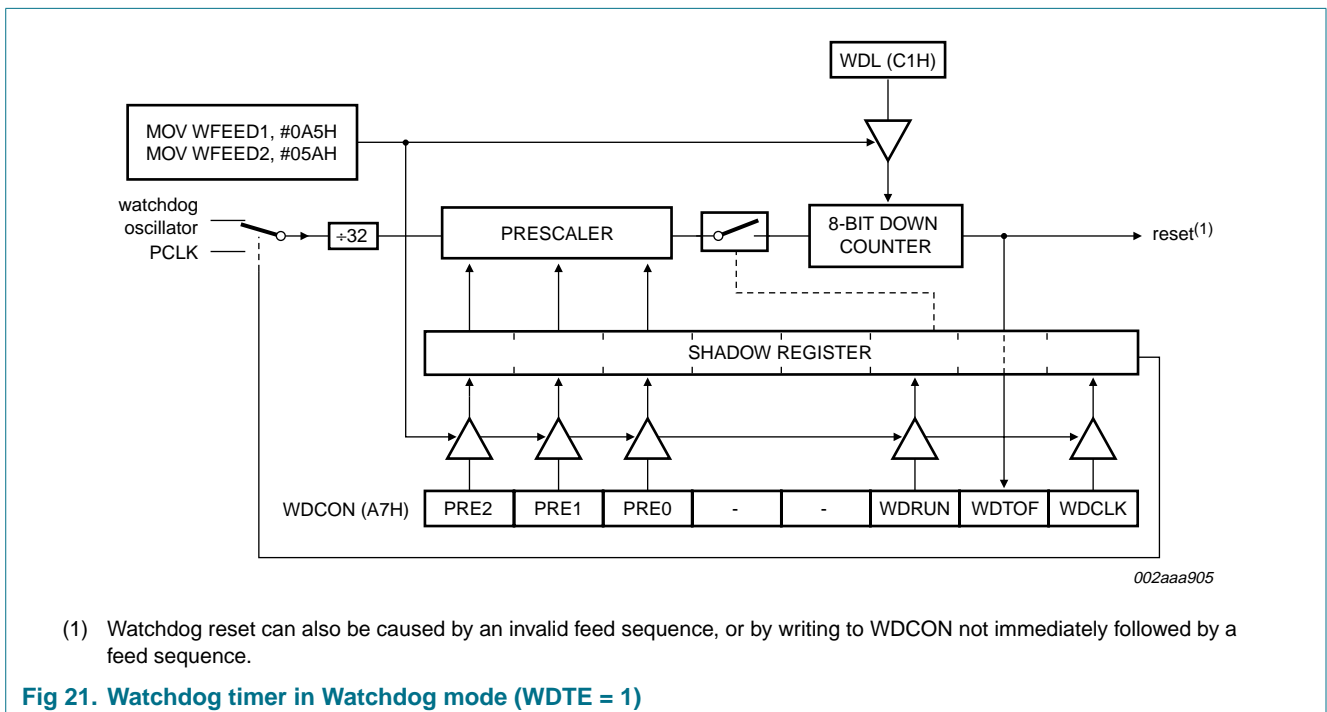 WDL (C1H)
MOV WFEED1, #0A5H
MOV WFEED2, #05AH
watchdog
oscillator
PCLK
÷32
PRESCALER
8-BIT DOWN
COUNTER
reset(1)
SHADOW REGISTER
WDCON (A7H)
PRE2
PRE1
PRE0
-
-
WDRUN
WDTOF
WDCLK
002aaa905
(1) Watchdog reset can also be caused by an invalid feed sequence, or by writing to WDCON not immediately followed by a
feed sequence.
Fig 21. Watchdog timer in Watchdog mode (WDTE = 1)